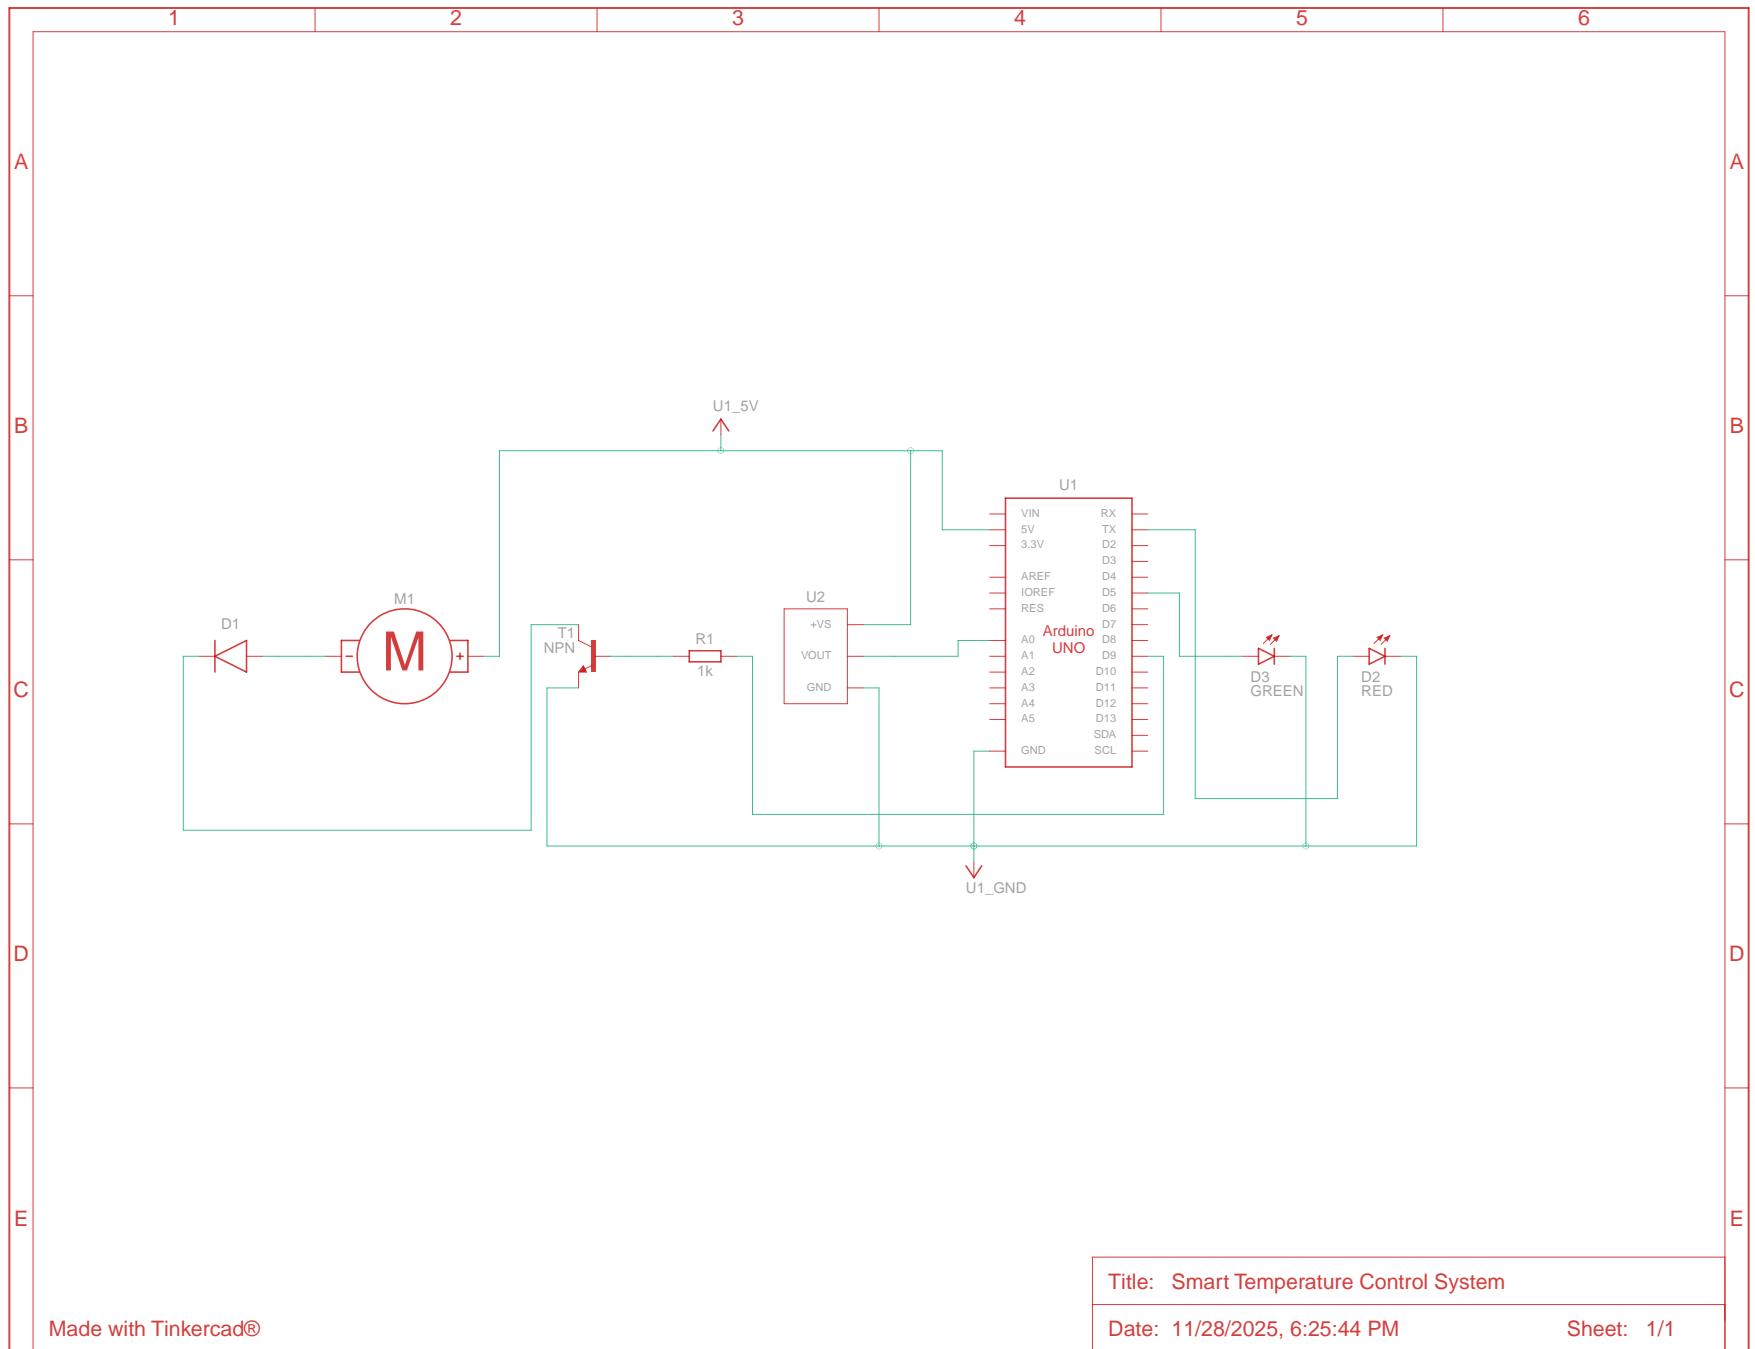 1 2 3 4 5 6
A A
B B
C C
D D
E E
U1_5V
U1
VIN RX
5V TX
3.3V D2
D3
AREF D4
IOREF D5
RES D6
D7
A0 D8
A1 D9
A2 D10
A3 D11
A4 D12
A5 D13
SDA
GND SCL
Arduino
UNO
U2
+VS
VOUT
GND
D1
M1
- M +
T1
NPN
R1
1k
D3
GREEN
D2
RED
U1_GND
Title: Smart Temperature Control System
Date: 11/28/2025, 6:25:44 PM Sheet: 1/1
Made with Tinkercad®